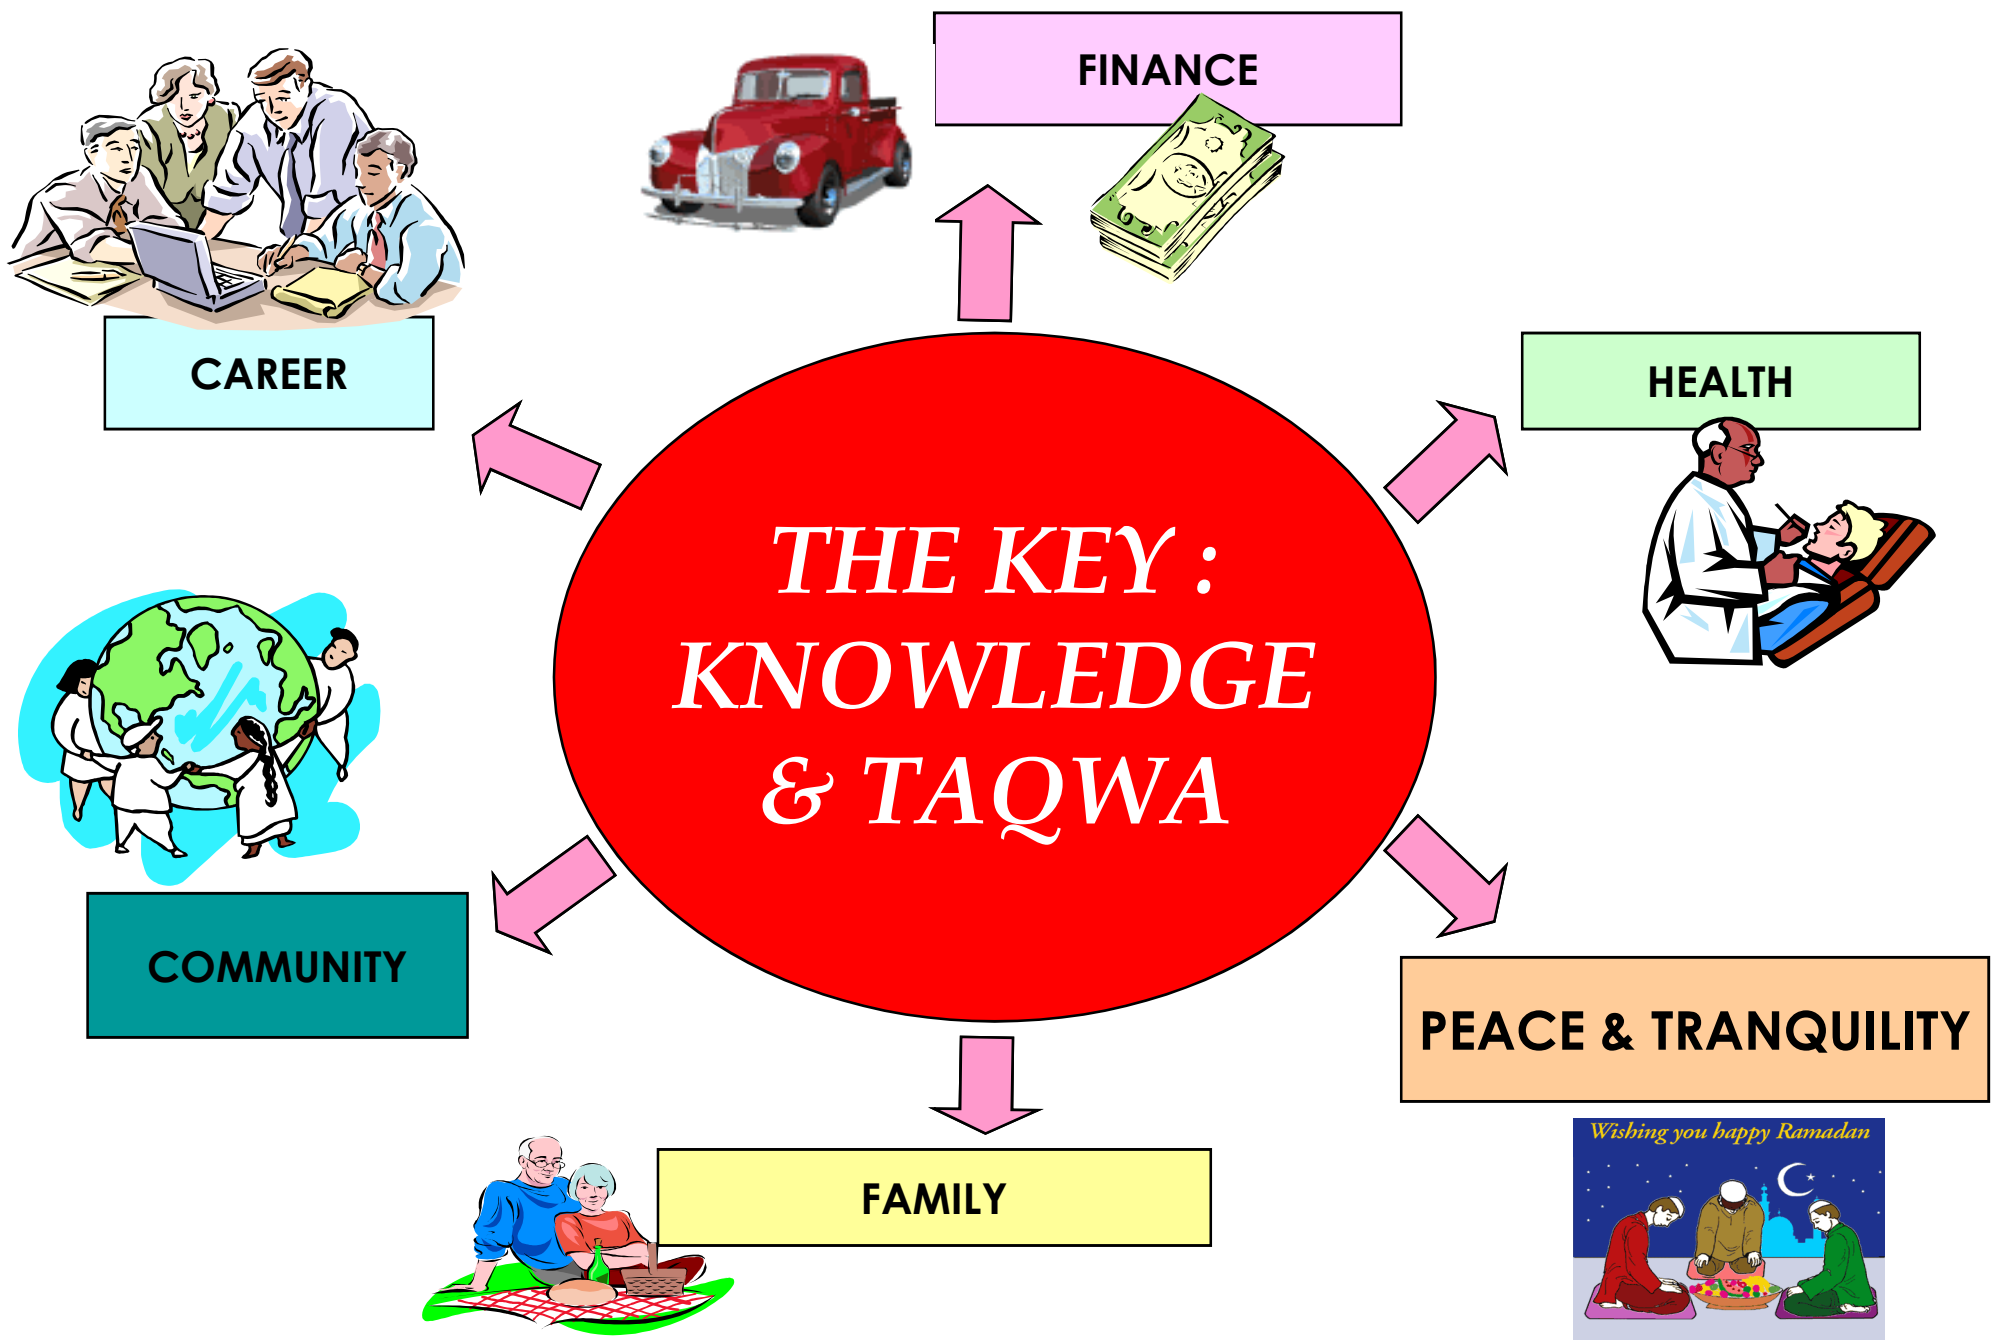 FINANCE
CAREER
HEALTH
THE KEY :
KNOWLEDGE
& TAQWA
COMMUNITY
PEACE & TRANQUILITY
Wishing you happy Ramadan
FAMILY